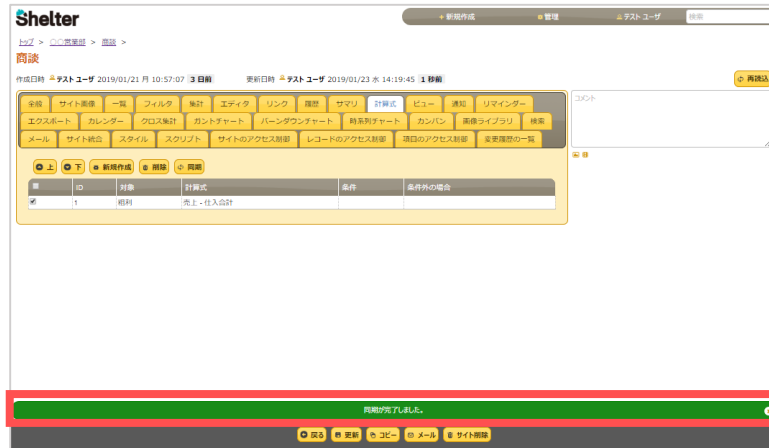 Shelter
新規作成 管理 テスト ユーザ 検索
トップ > 〇〇営業部 > 商談 >
商談
作成日時 テスト ユーザ 2019/01/21 月 10:57:07 3 日前 更新日時 テスト ユーザ 2019/01/23 水 14:19:45 1 秒前 再読込
全般 サイト画像 一覧 フィルタ 集計 エディタ リンク 履歴 サマリ 計算式 ビュー 通知 リマインダー
コメント
エクスポート カレンダー クロス集計 ガントチャート バーンダウンチャート 時系列チャート カンバン 画像ライブラリ 検索
メール サイト統合 スタイル スクリプト サイトのアクセス制御 レコードのアクセス制御 項目のアクセス制御 変更履歴の一覧
上 下 新規作成 削除 同期
ID 対象 計算式 条件 条件外の場合
1 粗利 売上 - 仕入合計
同期が完了しました。
戻る 更新 コピー メール サイト削除